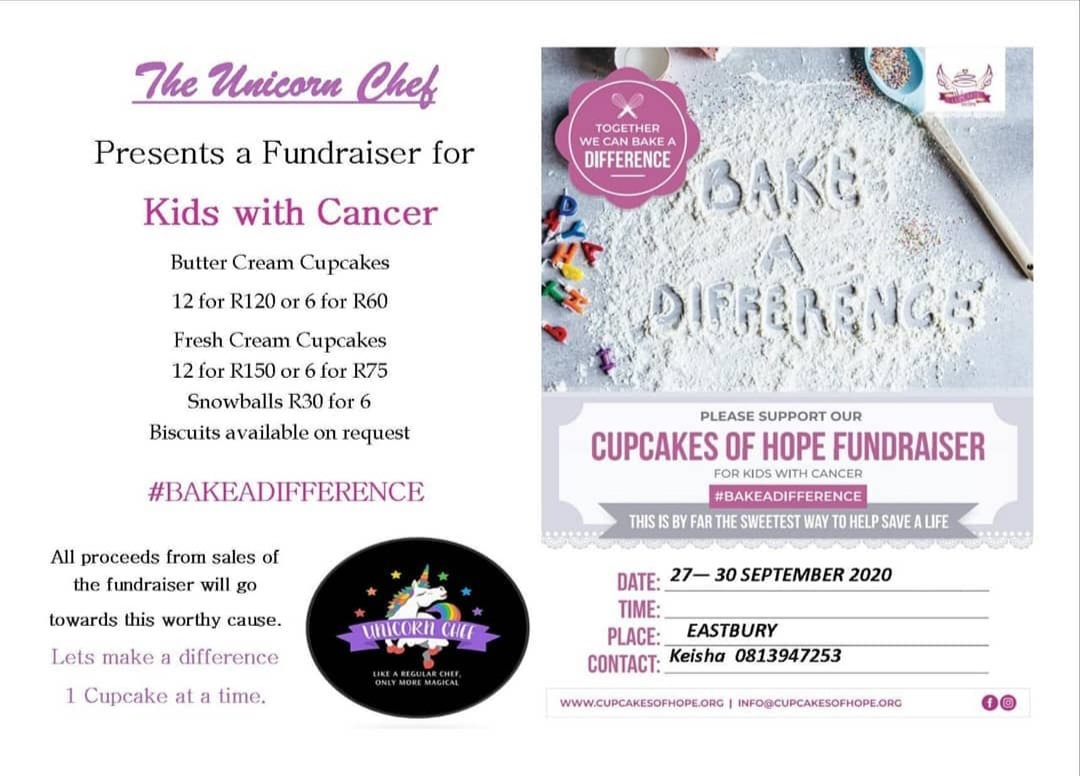 The Unicorn Chef
Presents a Fundraiser for
Kids with Cancer
Butter Cream Cupcakes
12 for R120 or 6 for R60
Fresh Cream Cupcakes
12 for R150 or 6 for R75
Snowballs R30 for 6
Biscuits available on request
#BAKEADIFFERENCE
All proceeds from sales of
the fundraiser will go
towards this worthy cause.
Lets make a difference
1 Cupcake at a time.
UNICORN CHEF
LIKE A REGULAR CHEF,
ONLY MORE MAGICAL
TOGETHER
WE CAN BAKE A
DIFFERENCE
BAKE
A
DIFFERENCE
PLEASE SUPPORT OUR
CUPCAKES OF HOPE FUNDRAISER
FOR KIDS WITH CANCER
#BAKEADIFFERENCE
THIS IS BY FAR THE SWEETEST WAY TO HELP SAVE A LIFE
DATE: 27— 30 SEPTEMBER 2020
TIME:
PLACE: EASTBURY
CONTACT: Keisha 0813947253
WWW.CUPCAKESOFHOPE.ORG | INFO@CUPCAKESOFHOPE.ORG